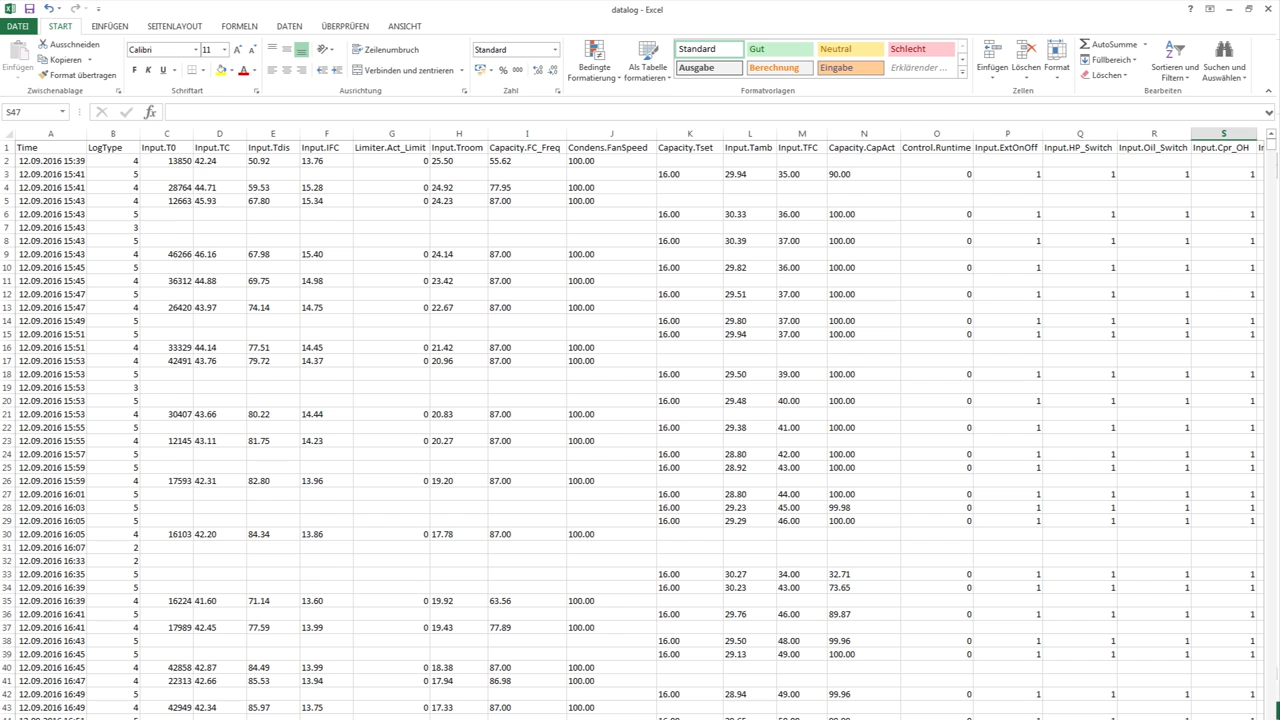 datalog - Excel
DATEI START EINFÜGEN SEITENLAYOUT FORMELN DATEN ÜBERPRÜFEN ANSICHT
Einfügen
Ausschneiden
Kopieren
Format übertragen
Zwischenablage
Calibri 11
F K U
Schriftart
Zeilenumbruch
Verbinden und zentrieren
Ausrichtung
Standard
% 000
Zahl
Bedingte Formatierung
Als Tabelle formatieren
Standard Gut Neutral Schlecht
Ausgabe Berechnung Eingabe Erklärender ...
Formatvorlagen
Einfügen Löschen Format
Zellen
AutoSumme
Füllbereich
Löschen
Sortieren und Filtern
Suchen und Auswählen
Bearbeiten
S47 fx
A B C D E F G H I J K L M N O P Q R S
1 Time LogType Input.T0 Input.TC Input.Tdis Input.IFC Limiter.Act_Limit Input.Troom Capacity.FC_Freq Condens.FanSpeed Capacity.Tset Input.Tamb Input.TFC Capacity.CapAct Control.Runtime Input.ExtOnOff Input.HP_Switch Input.Oil_Switch Input.Cpr_OH
2 12.09.2016 15:39 4 13850 42.24 50.92 13.76 0 25.50 55.62 100.00
3 12.09.2016 15:41 5 16.00 29.94 35.00 90.00 0 1 1 1 1
4 12.09.2016 15:41 4 28764 44.71 59.53 15.28 0 24.92 77.95 100.00
5 12.09.2016 15:43 4 12663 45.93 67.80 15.34 0 24.23 87.00 100.00
6 12.09.2016 15:43 5 16.00 30.33 36.00 100.00 0 1 1 1 1
7 12.09.2016 15:43 3
8 12.09.2016 15:43 5 16.00 30.39 37.00 100.00 0 1 1 1 1
9 12.09.2016 15:43 4 46266 46.16 67.98 15.40 0 24.14 87.00 100.00
10 12.09.2016 15:45 5 16.00 29.82 36.00 100.00 0 1 1 1 1
11 12.09.2016 15:45 4 36312 44.88 69.75 14.98 0 23.42 87.00 100.00
12 12.09.2016 15:47 5 16.00 29.51 37.00 100.00 0 1 1 1 1
13 12.09.2016 15:47 4 26420 43.97 74.14 14.75 0 22.67 87.00 100.00
14 12.09.2016 15:49 5 16.00 29.80 37.00 100.00 0 1 1 1 1
15 12.09.2016 15:51 5 16.00 29.94 37.00 100.00 0 1 1 1 1
16 12.09.2016 15:51 4 33329 44.14 77.51 14.45 0 21.42 87.00 100.00
17 12.09.2016 15:53 4 42491 43.76 79.72 14.37 0 20.96 87.00 100.00
18 12.09.2016 15:53 5 16.00 29.50 39.00 100.00 0 1 1 1 1
19 12.09.2016 15:53 3
20 12.09.2016 15:53 5 16.00 29.48 40.00 100.00 0 1 1 1 1
21 12.09.2016 15:53 4 30407 43.66 80.22 14.44 0 20.83 87.00 100.00
22 12.09.2016 15:55 5 16.00 29.38 41.00 100.00 0 1 1 1 1
23 12.09.2016 15:55 4 12145 43.11 81.75 14.23 0 20.27 87.00 100.00
24 12.09.2016 15:57 5 16.00 28.80 42.00 100.00 0 1 1 1 1
25 12.09.2016 15:59 5 16.00 28.92 43.00 100.00 0 1 1 1 1
26 12.09.2016 15:59 4 17593 42.31 82.80 13.96 0 19.20 87.00 100.00
27 12.09.2016 16:01 5 16.00 28.80 44.00 100.00 0 1 1 1 1
28 12.09.2016 16:03 5 16.00 29.23 45.00 99.98 0 1 1 1 1
29 12.09.2016 16:05 5 16.00 29.29 46.00 100.00 0 1 1 1 1
30 12.09.2016 16:05 4 16103 42.20 84.34 13.86 0 17.78 87.00 100.00
31 12.09.2016 16:07 2
32 12.09.2016 16:33 2
33 12.09.2016 16:35 5 16.00 30.27 34.00 32.71 0 1 1 1 1
34 12.09.2016 16:39 5 16.00 30.23 43.00 73.65 0 1 1 1 1
35 12.09.2016 16:39 4 16224 41.60 71.14 13.60 0 19.92 63.56 100.00
36 12.09.2016 16:41 5 16.00 29.76 46.00 89.87 0 1 1 1 1
37 12.09.2016 16:41 4 17989 42.45 77.59 13.99 0 19.43 77.89 100.00
38 12.09.2016 16:43 5 16.00 29.50 48.00 99.96 0 1 1 1 1
39 12.09.2016 16:45 5 16.00 29.13 49.00 100.00 0 1 1 1 1
40 12.09.2016 16:45 4 42858 42.87 84.49 13.99 0 18.38 87.00 100.00
41 12.09.2016 16:47 4 22313 42.66 85.53 13.94 0 17.94 86.98 100.00
42 12.09.2016 16:49 5 16.00 28.94 49.00 99.96 0 1 1 1 1
43 12.09.2016 16:49 4 42949 42.34 85.97 13.75 0 17.33 87.00 100.00